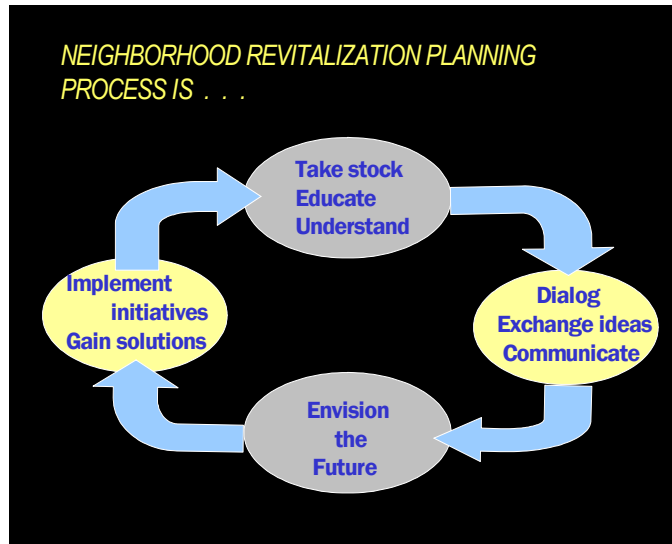 NEIGHBORHOOD REVITALIZATION PLANNING
PROCESS IS . . .
Take stock
Educate
Understand
Dialog
Exchange ideas
Communicate
Envision
the
Future
Implement
initiatives
Gain solutions